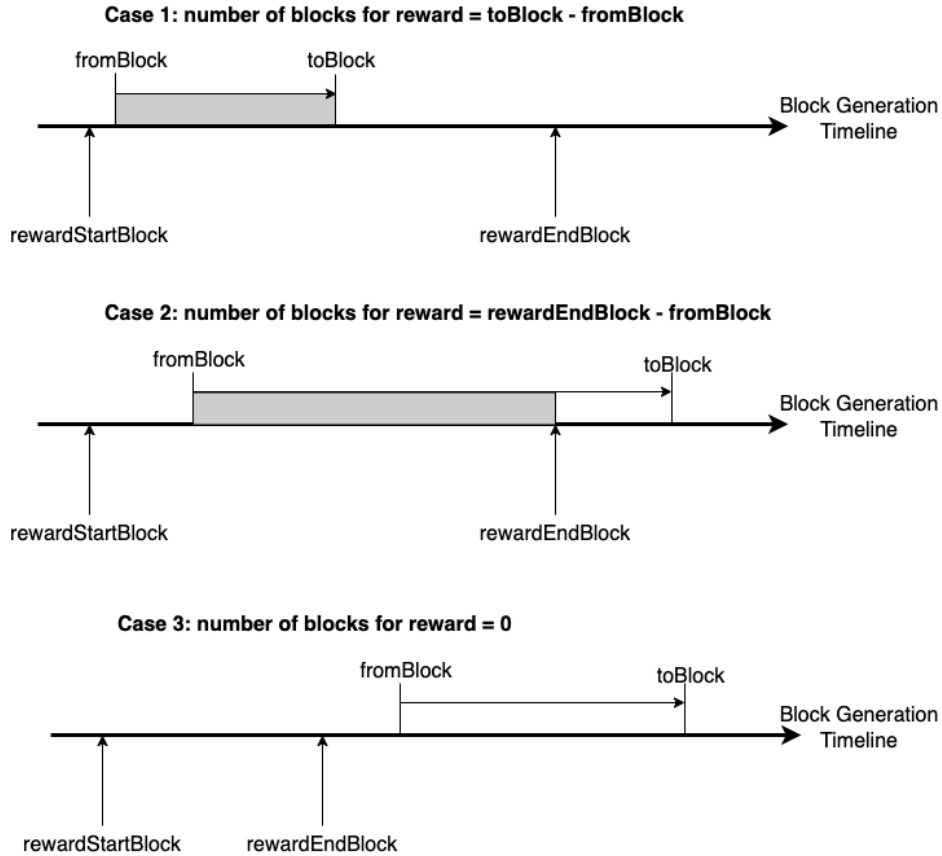 Case 1: number of blocks for reward = toBlock - fromBlock
fromBlock
toBlock
Block Generation
Timeline
rewardStartBlock
rewardEndBlock
Case 2: number of blocks for reward = rewardEndBlock - fromBlock
fromBlock
toBlock
Block Generation
Timeline
rewardStartBlock
rewardEndBlock
Case 3: number of blocks for reward = 0
fromBlock
toBlock
Block Generation
Timeline
rewardStartBlock
rewardEndBlock